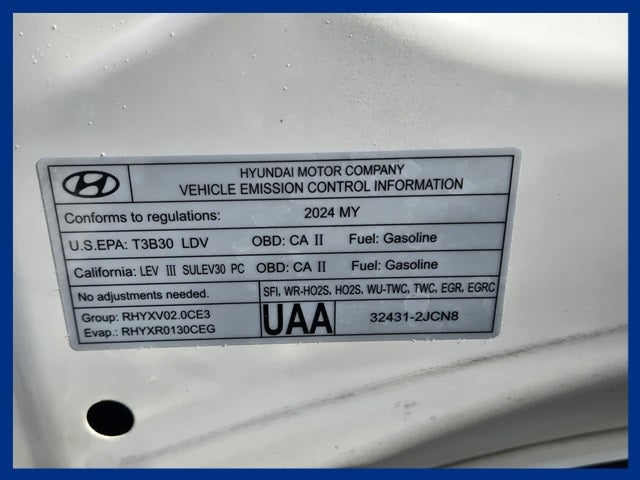 HYUNDAI MOTOR COMPANY
VEHICLE EMISSION CONTROL INFORMATION
Conforms to regulations: 2024 MY
U.S.EPA: T3B30 LDV OBD: CA II Fuel: Gasoline
California: LEV III SULEV30 PC OBD: CA II Fuel: Gasoline
No adjustments needed. SFI, WR-HO2S, HO2S, WU-TWC, TWC, EGR, EGRC
Group: RHYXV02.0CE3
Evap.: RHYXR0130CEG
UAA 32431-2JCN8